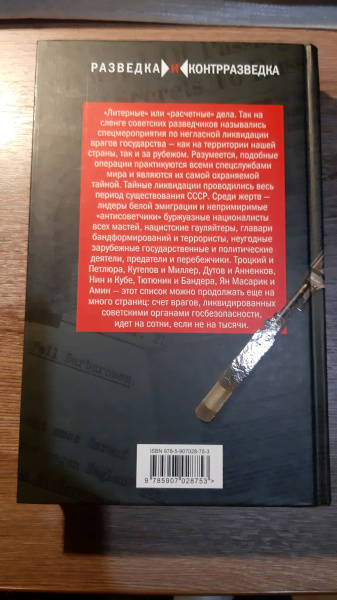 РАЗВЕДКА И КОНТРРАЗВЕДКА
«Литерные» или «расчетные» дела. Так на
сленге советских разведчиков назывались
спецмероприятия по негласной ликвидации
врагов государства — как на территории нашей
страны, так и за рубежом. Разумеется, подобные
операции практикуются всеми спецслужбами
мира и являются их самой охраняемой
тайной. Тайные ликвидации проводились весь
период существования СССР. Среди жертв —
лидеры белой эмиграции и непримиримые
«антисоветчики» буржуазные националисты
всех мастей, нацистские гауляйтеры, главари
бандформирований и террористы, неугодные
зарубежные государственные и политические
деятели, предатели и перебежчики. Троцкий и
Петлюра, Кутепов и Миллер, Дутов и Анненков,
Нин и Кубе, Тютюник и Бандера, Ян Масарик и
Амин — этот список можно продолжать еще на
много страниц: счет врагов, ликвидированных
советскими органами госбезопасности,
идет на сотни, если не на тысячи.
Fall Barbarossa.
ISBN 978-5-907028-75-3
9 785907 028753 >